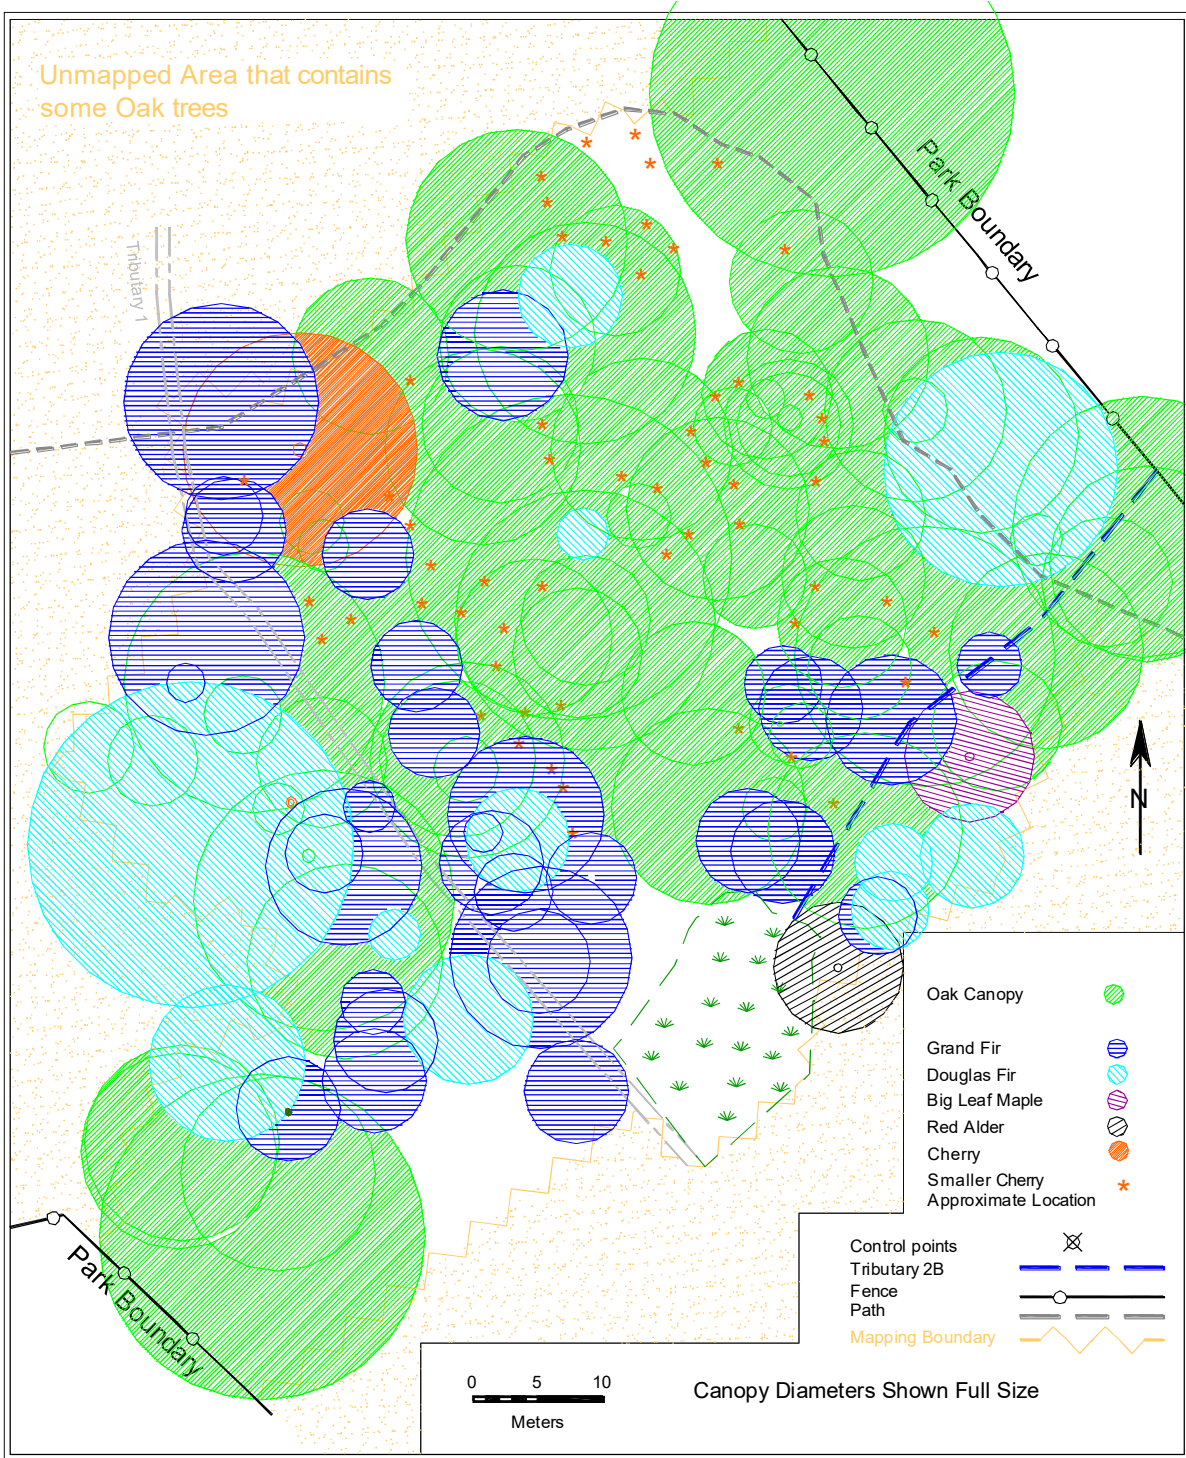 Unmapped Area that contains
some Oak trees
Park Boundary
Tributary 1
N
Oak Canopy
Grand Fir
Douglas Fir
Big Leaf Maple
Red Alder
Cherry
Smaller Cherry
Approximate Location
Control points
Tributary 2B
Fence
Path
Mapping Boundary
Park Boundary
0 5 10
Meters
Canopy Diameters Shown Full Size